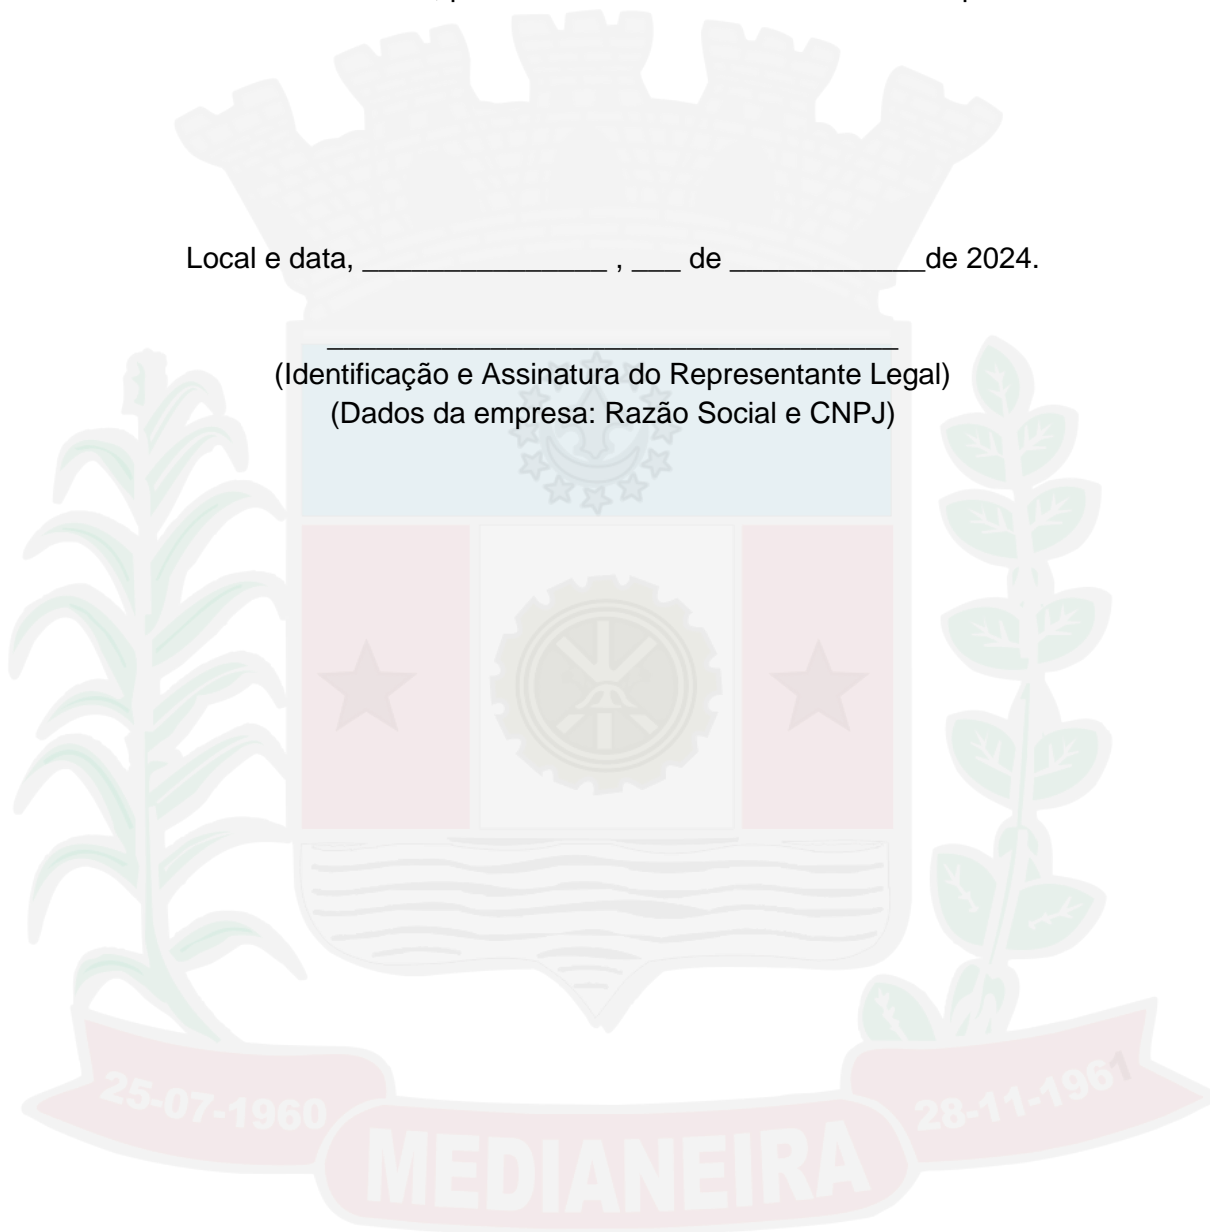 Local e data, _______________ , ___ de ____________de 2024.
___________________________________
(Identificação e Assinatura do Representante Legal)
(Dados da empresa: Razão Social e CNPJ)
25-07-1960
28-11-1961
MEDIANEIRA